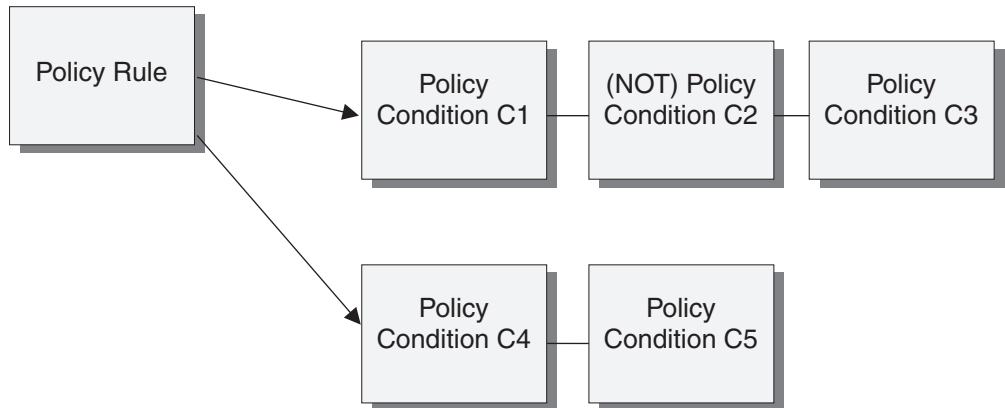 Policy Rule
Policy
Condition C1
(NOT) Policy
Condition C2
Policy
Condition C3
Policy
Condition C4
Policy
Condition C5